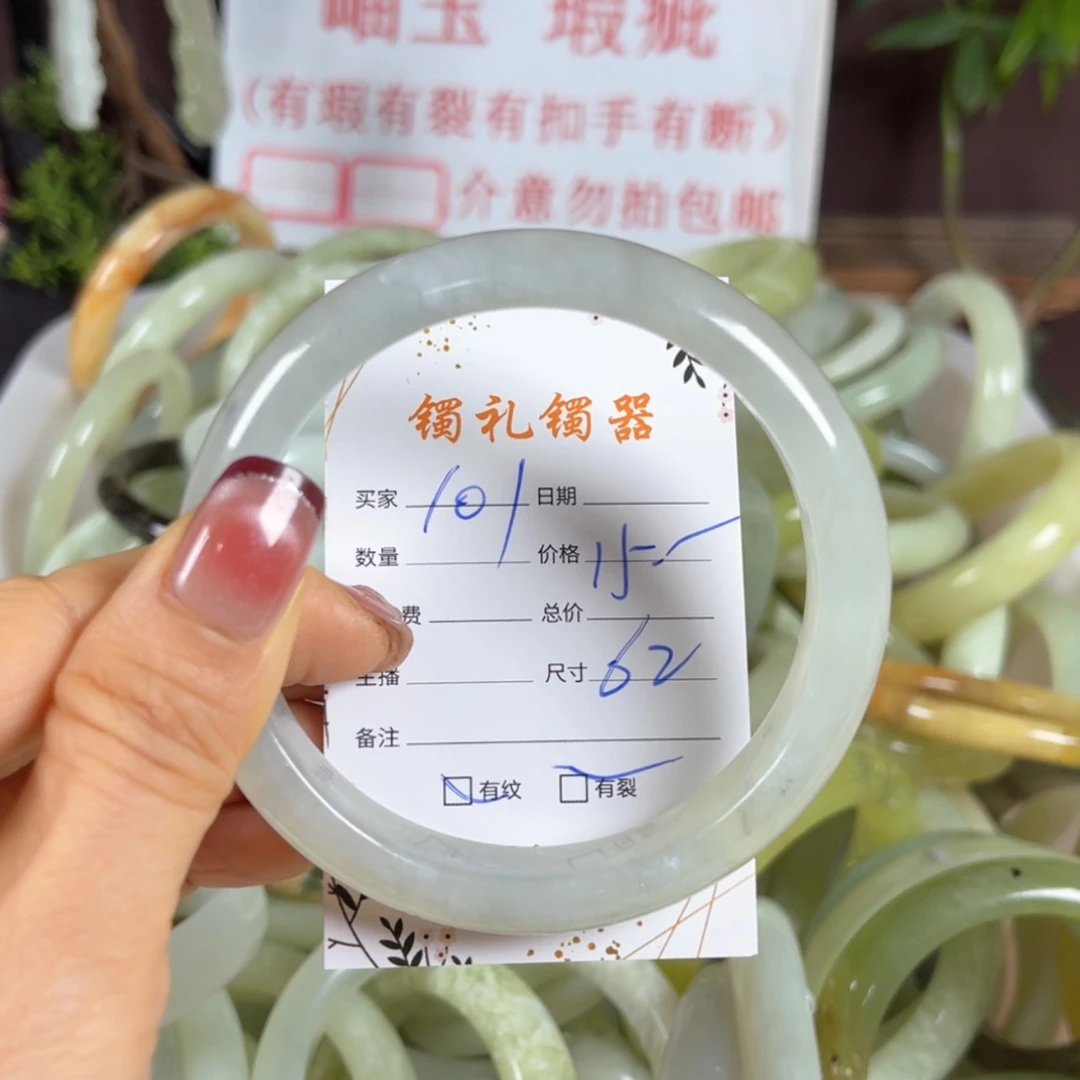 岫玉 瑕疵
（有瑕有裂有扣手有断）
介意勿拍包邮
镯礼镯器
买家 101 日期
数量 价格 15-
费 总价
主播 尺寸 62
备注
有纹 有裂